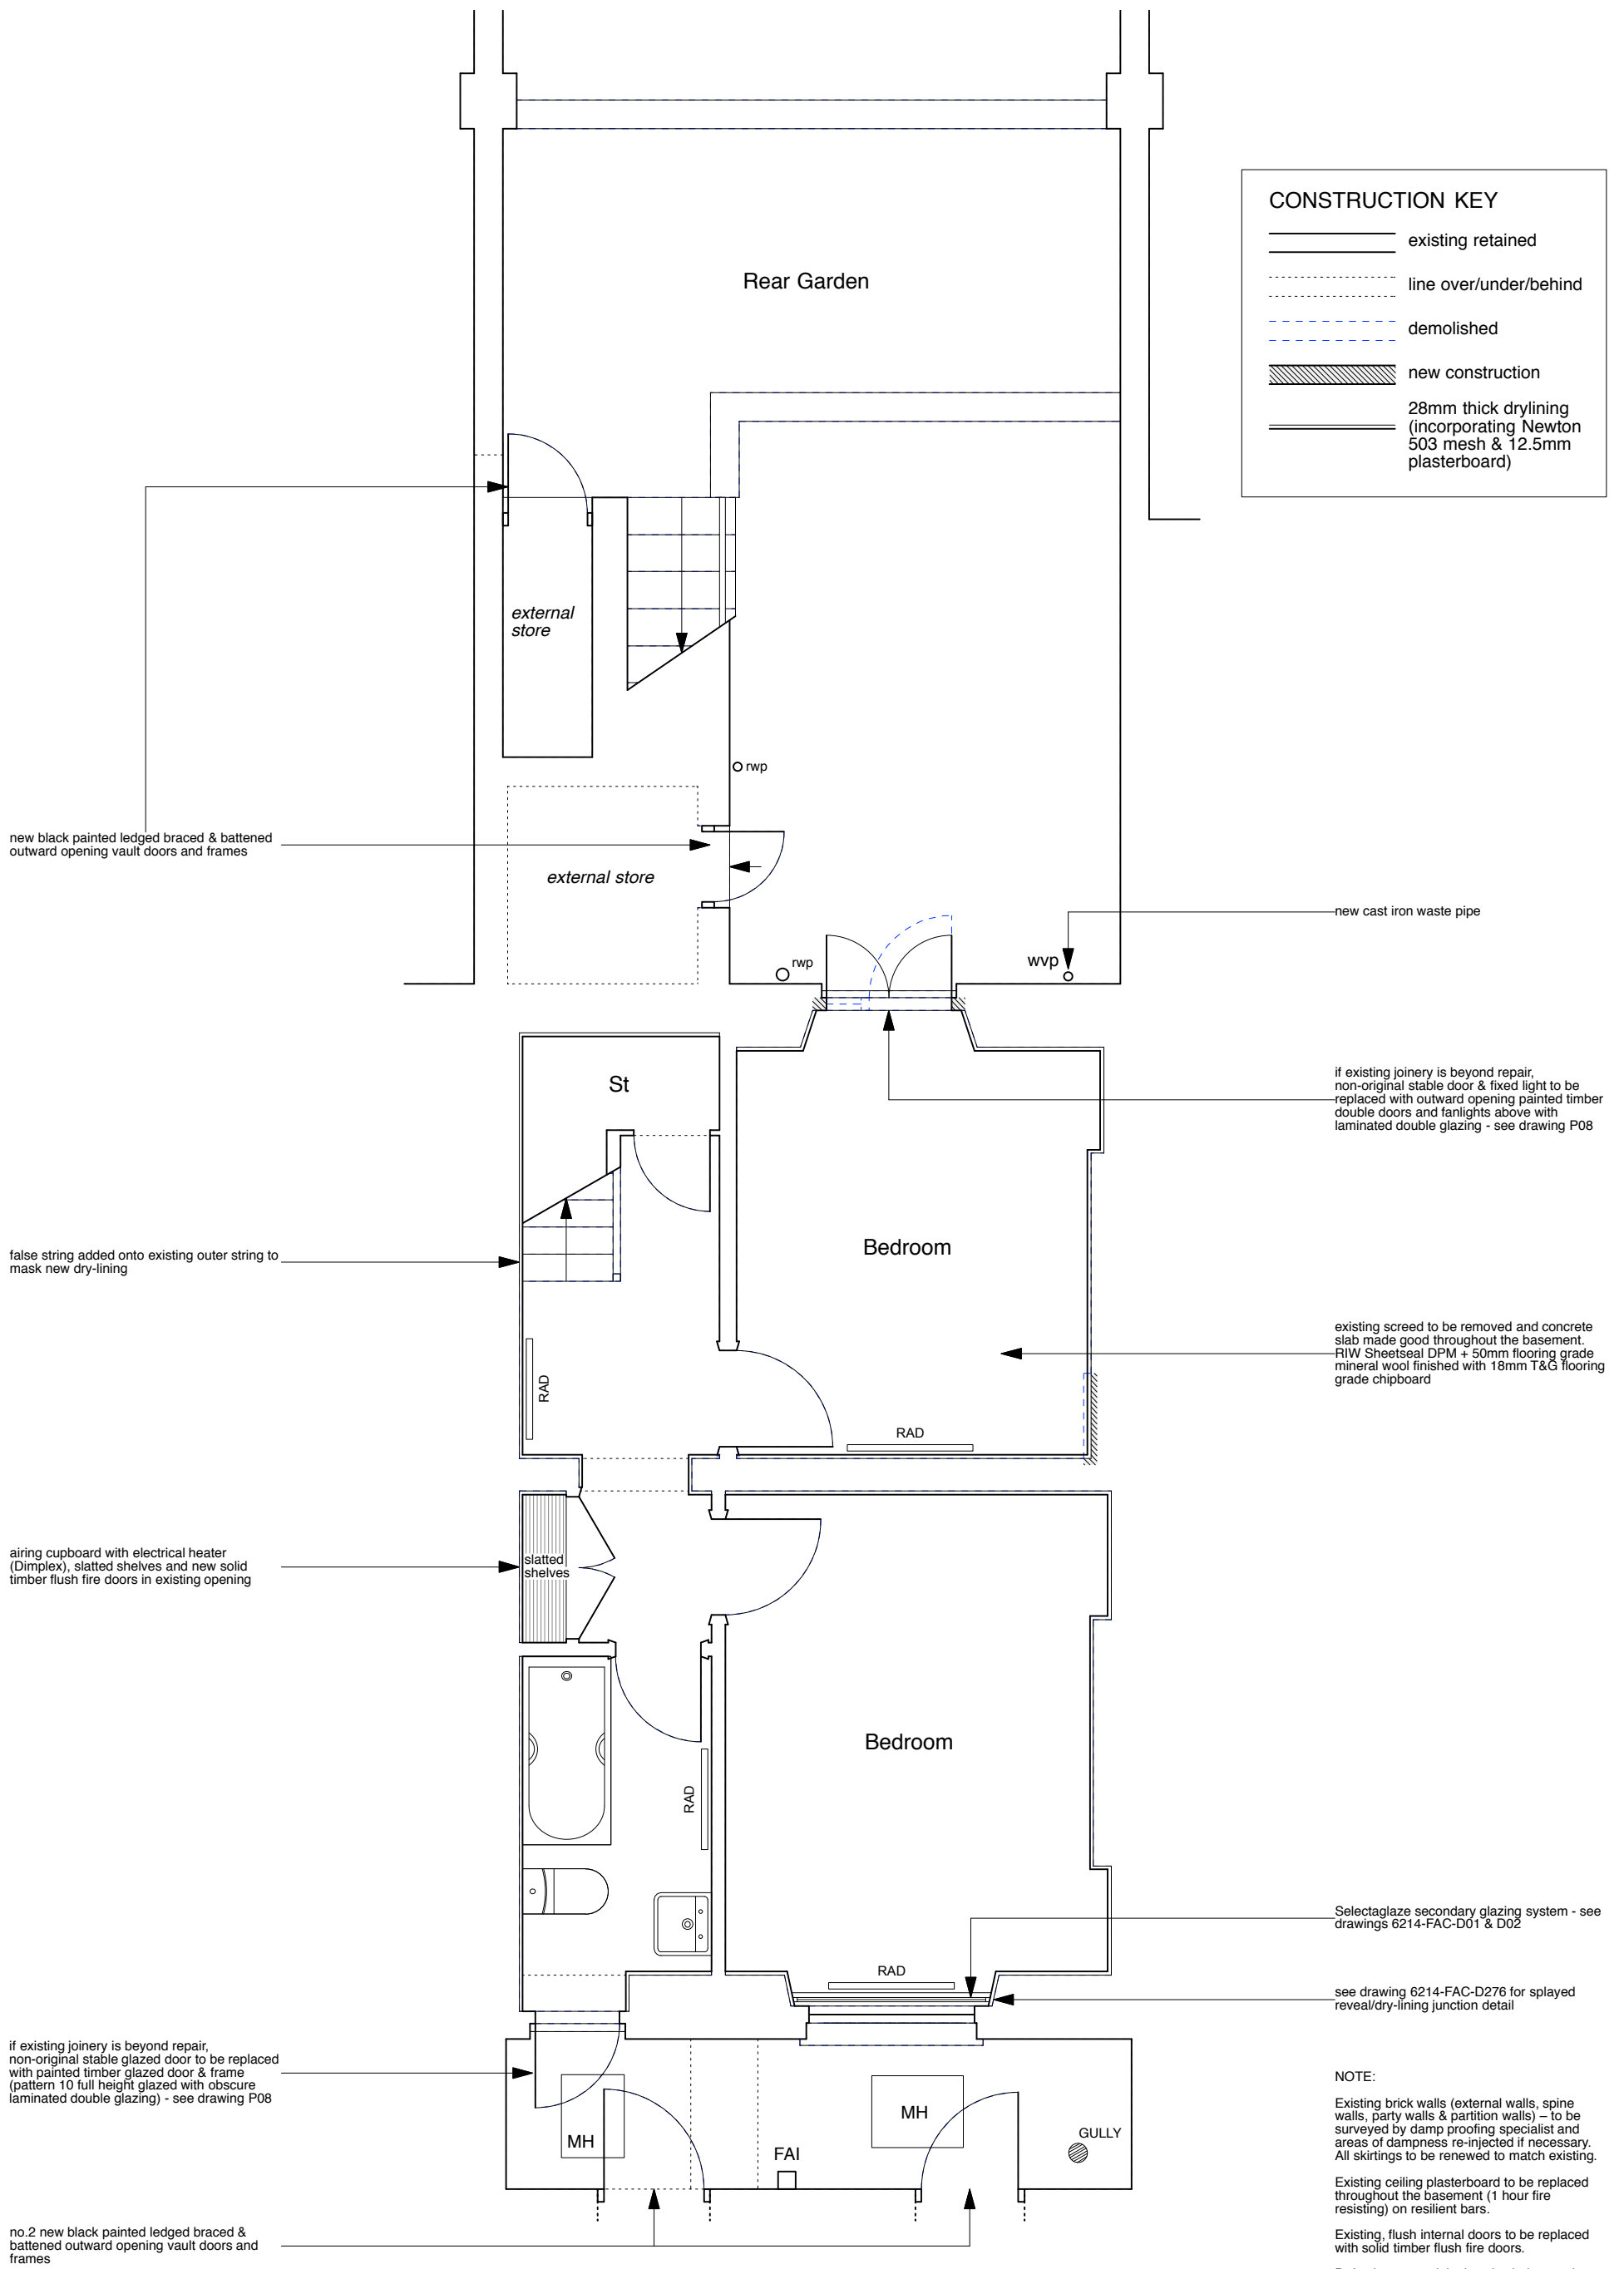 CONSTRUCTION KEY
existing retained
line over/under/behind
demolished
new construction
28mm thick drylining
(incorporating Newton
503 mesh & 12.5mm
plasterboard)
Rear Garden
external
store
rwp
new black painted ledged braced & battened
outward opening vault doors and frames
external store
new cast iron waste pipe
rwp
wvp
if existing joinery is beyond repair,
non-original stable door & fixed light to be
replaced with outward opening painted timber
double doors and fanlights above with
laminated double glazing - see drawing P08
St
Bedroom
false string added onto existing outer string to
mask new dry-lining
existing screed to be removed and concrete
slab made good throughout the basement.
RIW Sheetseal DPM + 50mm flooring grade
mineral wool finished with 18mm T&G flooring
grade chipboard
RAD
RAD
airing cupboard with electrical heater
(Dimplex), slatted shelves and new solid
timber flush fire doors in existing opening
slatted
shelves
Bedroom
RAD
Selectaglaze secondary glazing system - see
drawings 6214-FAC-D01 & D02
RAD
see drawing 6214-FAC-D276 for splayed
reveal/dry-lining junction detail
if existing joinery is beyond repair,
non-original stable glazed door to be replaced
with painted timber glazed door & frame
(pattern 10 full height glazed with obscure
laminated double glazing) - see drawing P08
MH
MH
FAI
GULLY
no.2 new black painted ledged braced &
battened outward opening vault doors and
frames
NOTE:
Existing brick walls (external walls, spine
walls, party walls & partition walls) – to be
surveyed by damp proofing specialist and
areas of dampness re-injected if necessary.
All skirtings to be renewed to match existing.
Existing ceiling plasterboard to be replaced
throughout the basement (1 hour fire
resisting) on resilient bars.
Existing, flush internal doors to be replaced
with solid timber flush fire doors.